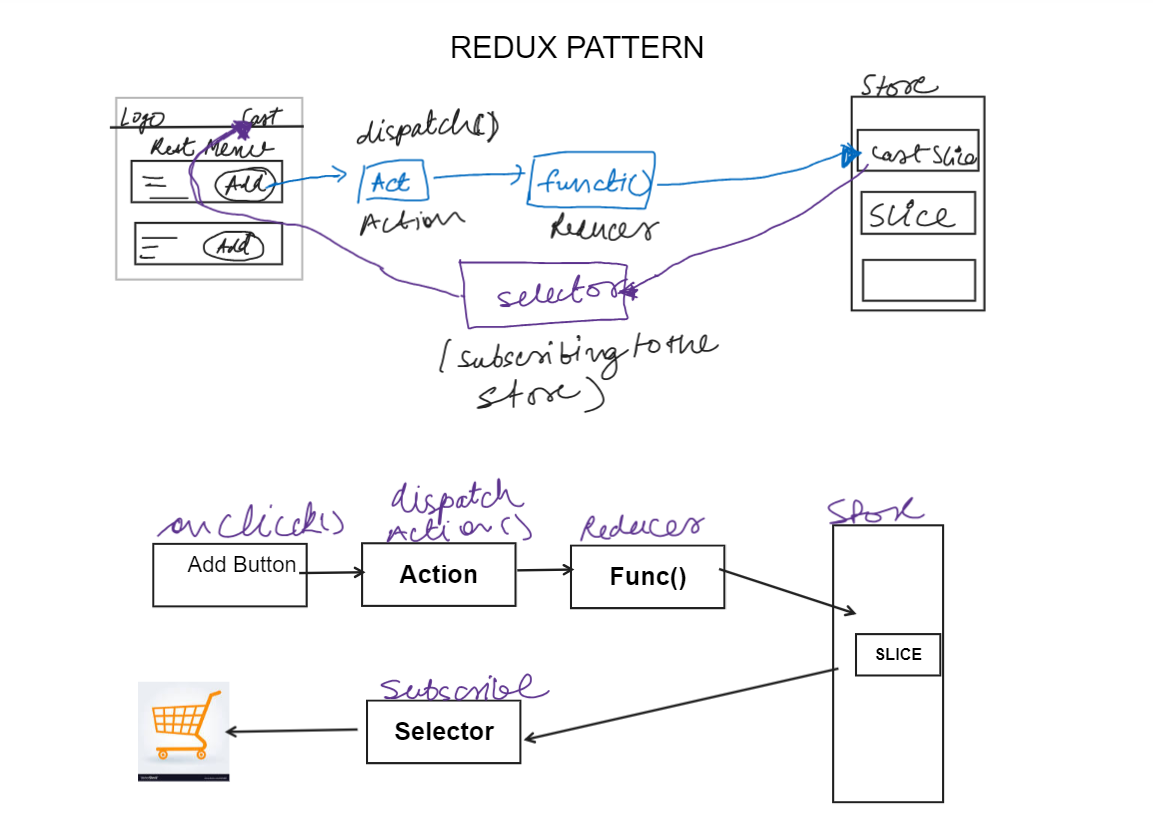 REDUX PATTERN
Logo Cart
Rest Menu
Add
Add
dispatch()
Act
Action
functi()
Reducer
Store
cart Slice
SLICE
selector
(subscribing to the
store)
onClick()
Add Button
dispatch
Action()
Action
Reducer
Func()
Store
SLICE
Subscribe
Selector